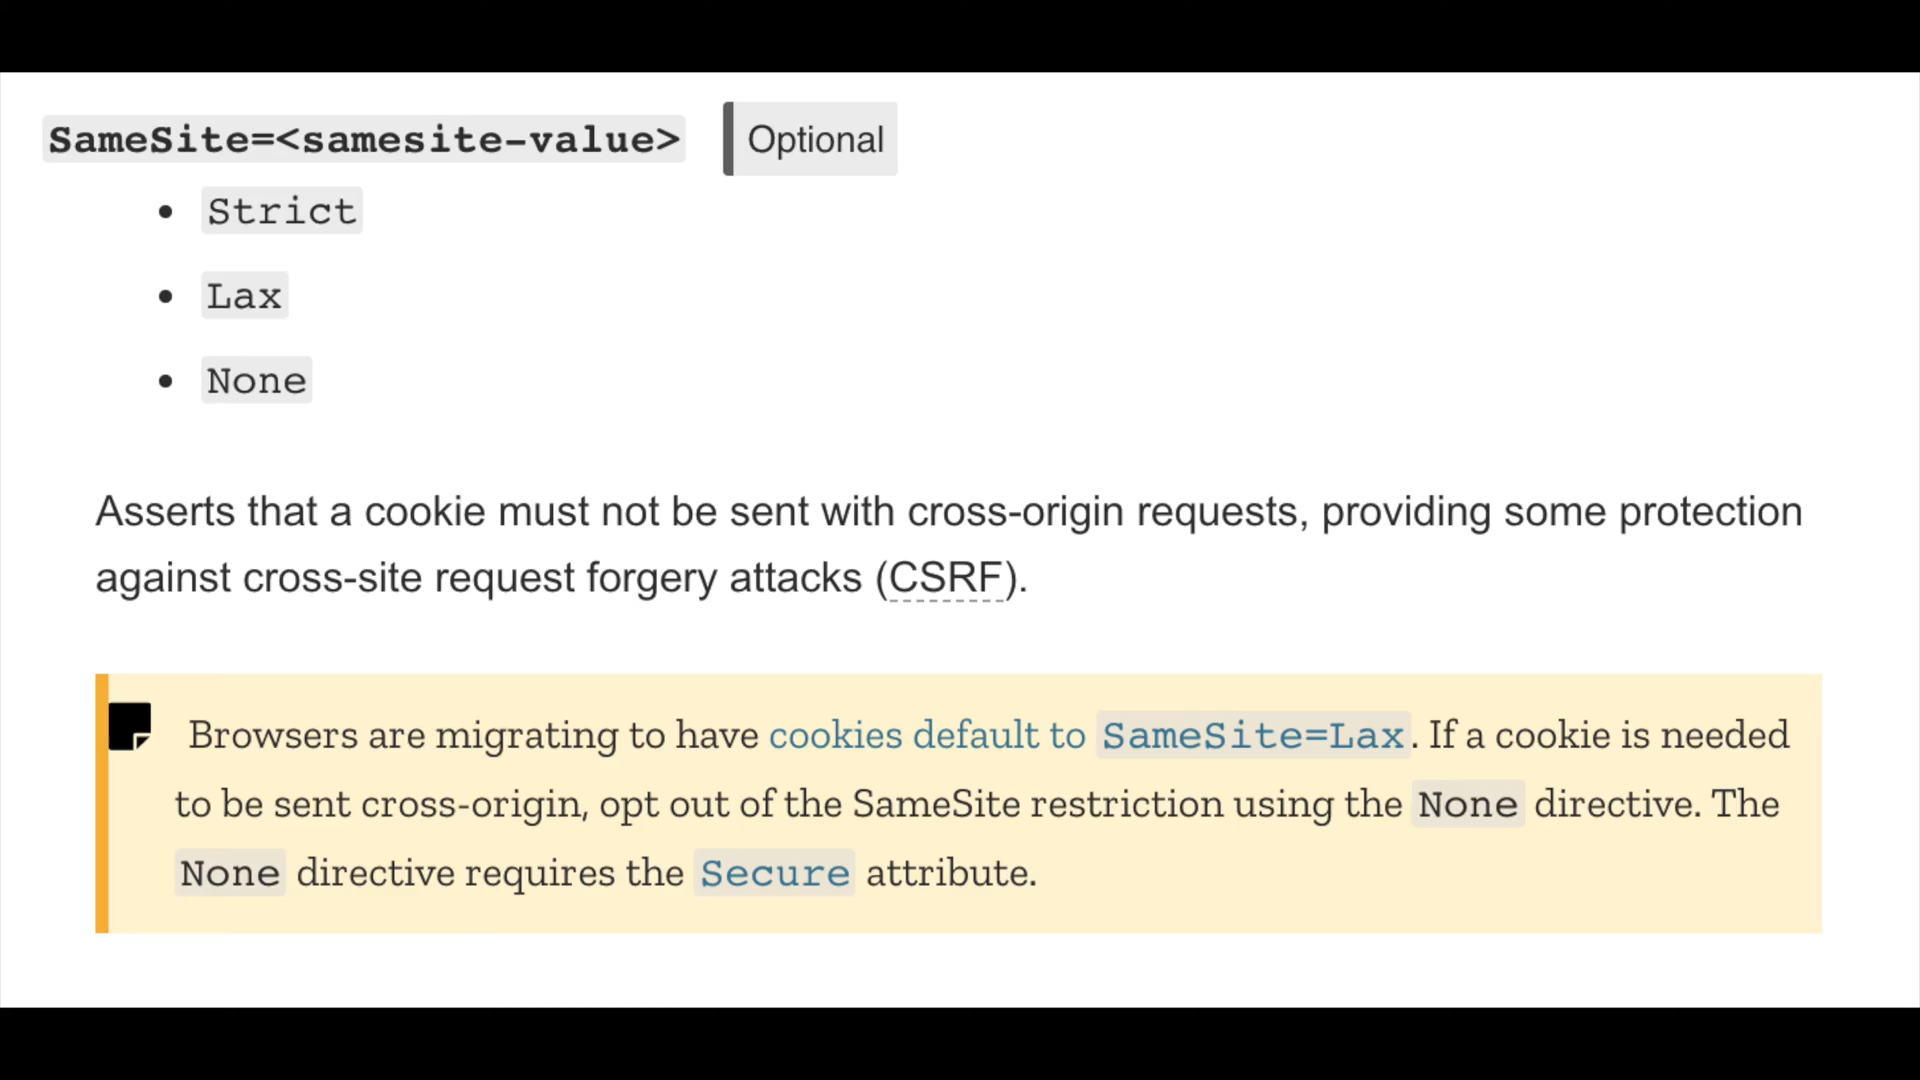 SameSite=<samesite-value> Optional
Strict
Lax
None
Asserts that a cookie must not be sent with cross-origin requests, providing some protection
against cross-site request forgery attacks (CSRF).
Browsers are migrating to have cookies default to SameSite=Lax. If a cookie is needed
to be sent cross-origin, opt out of the SameSite restriction using the None directive. The
None directive requires the Secure attribute.